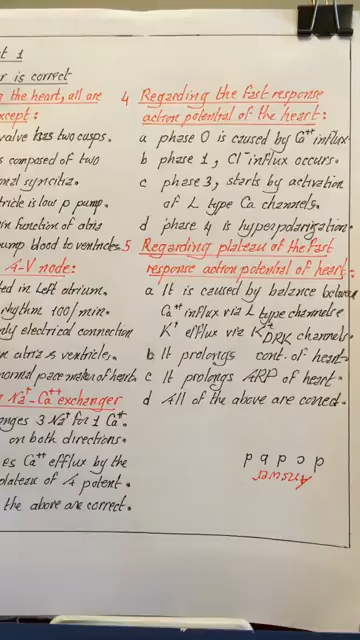 t 1
er is correct
g the heart, all are
xcept:
valve has two cusps.
s composed of two
onal syncitia.
tricle is low p pump.
in function of atria
pump blood to ventricles.
A-V node:
ted in Left atrium.
rhythm 100/min.
nly electrical connection
n atria & ventricle.
normal pacemaker of heart.
Na⁺-Ca⁺⁺ exchanger
nges 3 Na⁺ for 1 Ca⁺⁺.
on both directions.
es Ca⁺⁺ efflux by the
plateau of A potent.
the above are correct.
4 Regarding the fast response
action potential of the heart:
a phase 0 is caused by Ca⁺⁺ influx.
b phase 1, Cl⁻ influx occurs.
c phase 3, starts by activation
of L type Ca channels.
d phase 4 is hyperpolarization.
5 Regarding plateau of the fast
response action potential of heart:
a It is caused by balance between
Ca⁺⁺ influx via L type channels &
K⁺ efflux via K⁺ DRK channels.
b It prolongs cont. of heart.
c It prolongs ARP of heart.
d All of the above are correct.
Answer
d c d b d